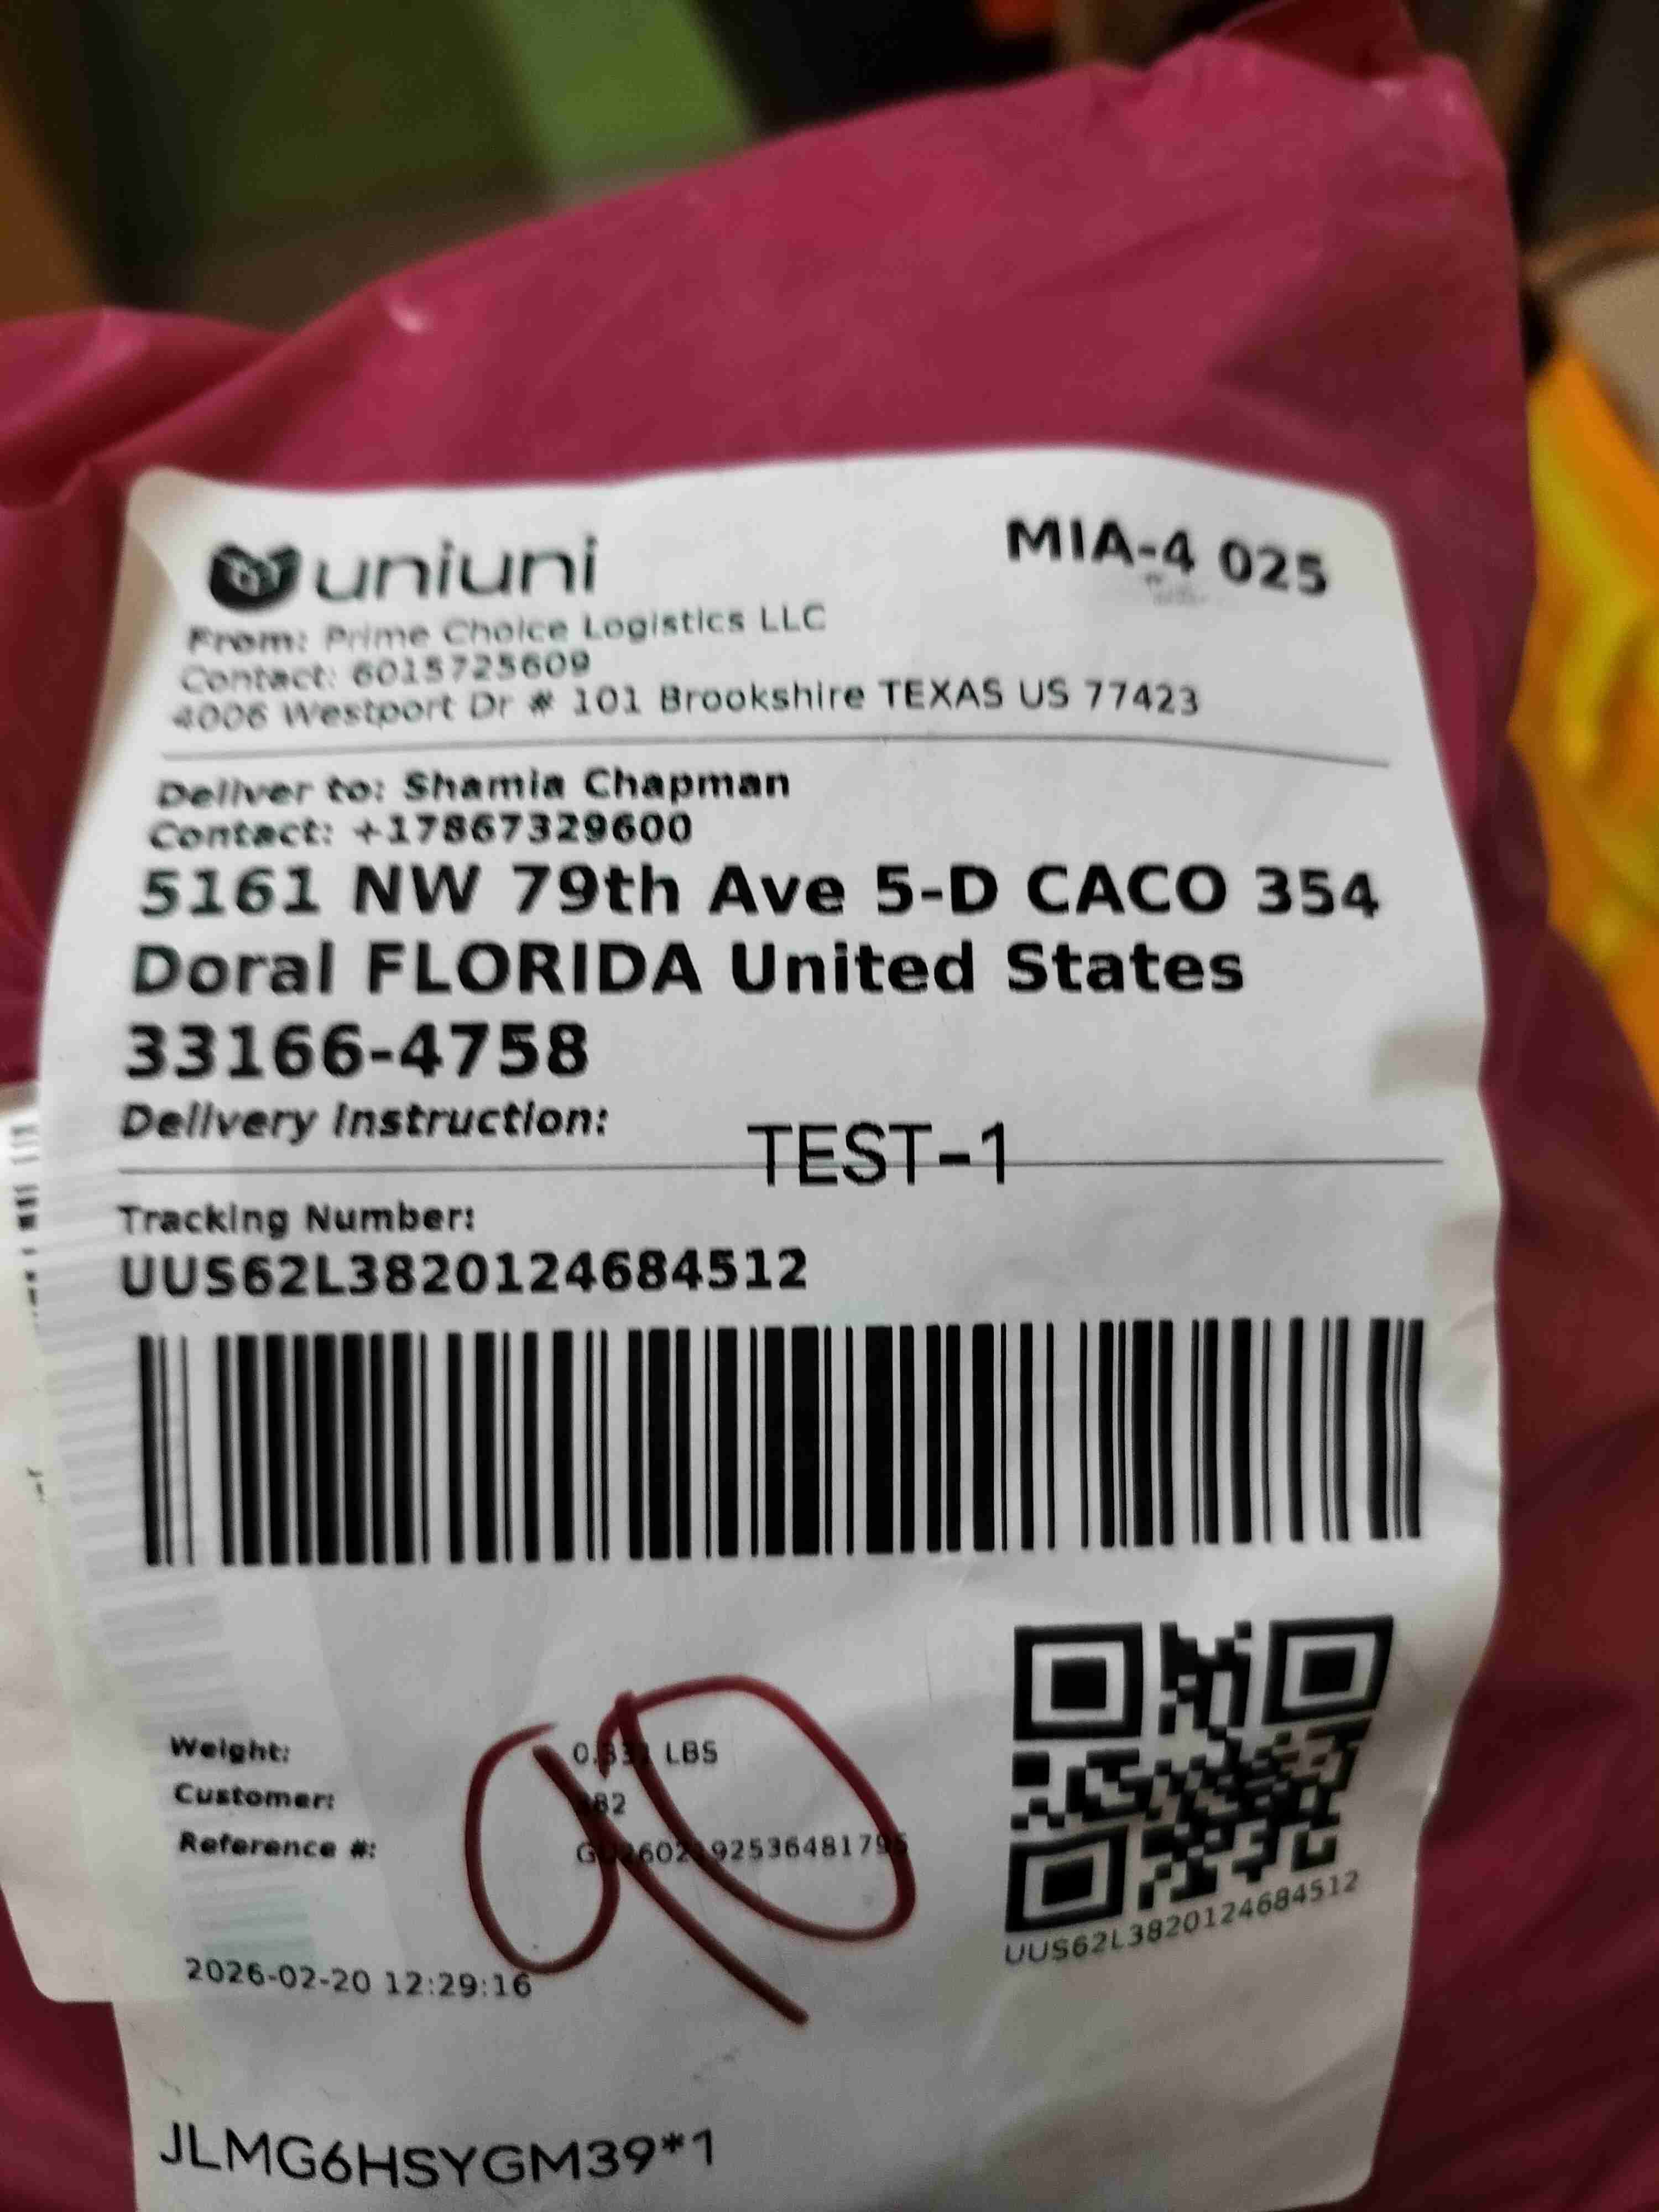 uniuni
MIA-4 025
From: Prime Choice Logistics LLC
Contact: 6015725609
4006 Westport Dr # 101 Brookshire TEXAS US 77423
Deliver to: Shamia Chapman
Contact: +17867329600
5161 NW 79th Ave 5-D CACO 354
Doral FLORIDA United States
33166-4758
Delivery Instruction:
TEST-1
Tracking Number:
UUS62L3820124684512
Weight: LBS
Customer:
Reference #:
UUS62L3820124684512
2026-02-20 12:29:16
JLMG6HSYGM39*1